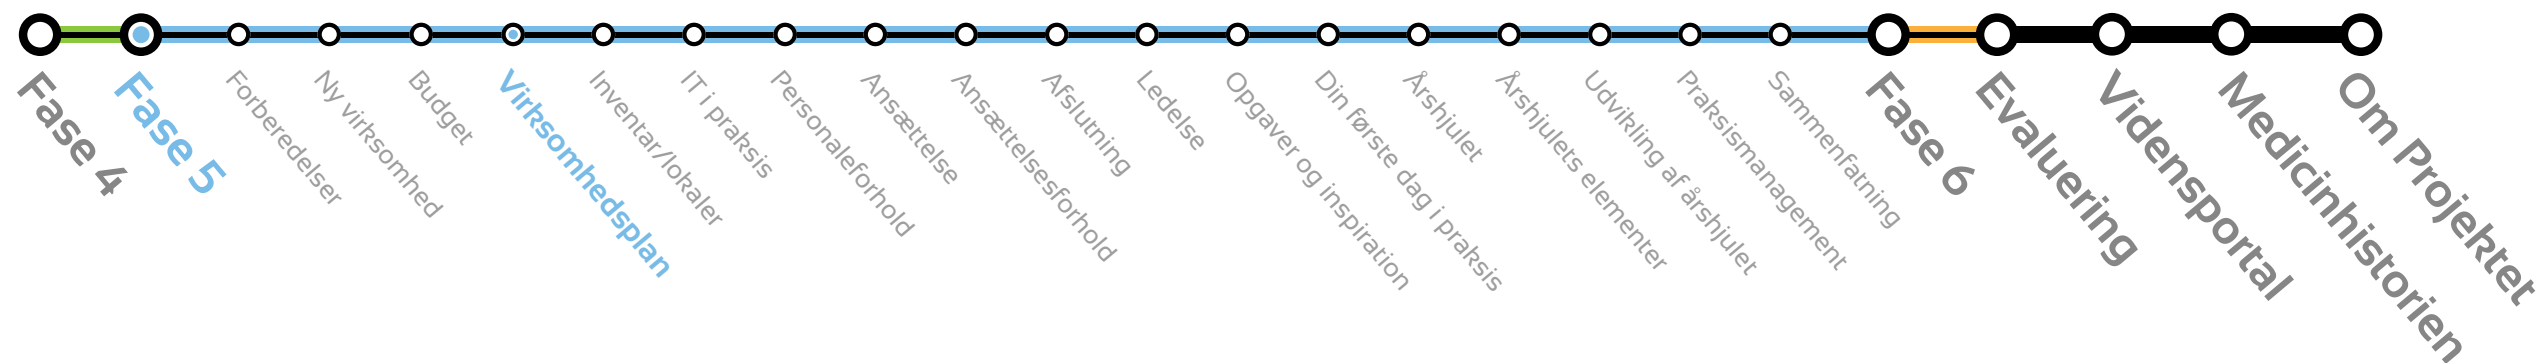 Fase 4
Fase 5
Forberedelser
Ny virksomhed
Budget
Virksomhedsplan
Inventar/lokaler
IT i praksis
Personaleforhold
Ansættelse
Ansættelsesforhold
Afslutning
Ledelse
Opgaver og inspiration
Din første dag i praksis
Årshjulet
Årshjulets elementer
Udvikling af årshjulet
Praksismanagement
Sammenfatning
Fase 6
Evaluering
Vidensportal
Medicinhistorien
Om Projektet